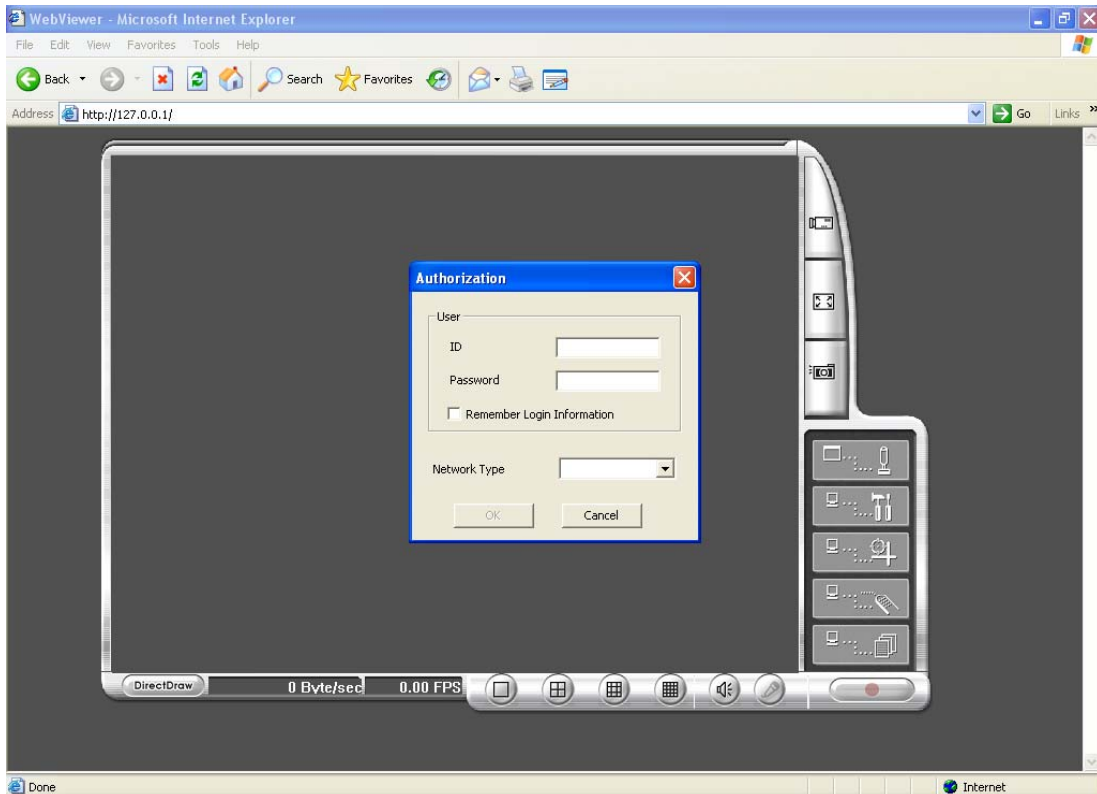 WebViewer - Microsoft Internet Explorer
File Edit View Favorites Tools Help
Back Search Favorites
Address http://127.0.0.1/ Go Links »
Authorization
User
ID
Password
Remember Login Information
Network Type
OK Cancel
DirectDraw 0 Byte/sec 0.00 FPS
Done Internet